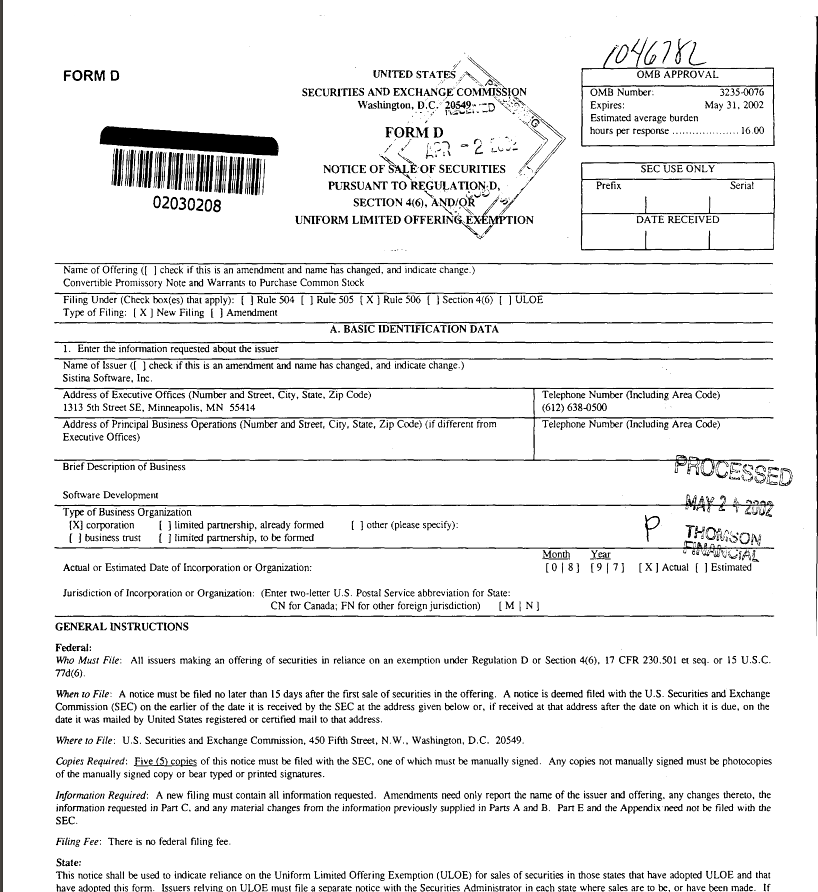 1046782
FORM D
UNITED STATES
SECURITIES AND EXCHANGE COMMISSION
Washington, D.C. 20549
RECEIVED
FORM D
APR - 2 2002
NOTICE OF SALE OF SECURITIES
PURSUANT TO REGULATION D,
SECTION 4(6), AND/OR
UNIFORM LIMITED OFFERING EXEMPTION
02030208
OMB APPROVAL
OMB Number: 3235-0076
Expires: May 31, 2002
Estimated average burden
hours per response ..................... 16.00
SEC USE ONLY
Prefix Serial
DATE RECEIVED
Name of Offering ([ ] check if this is an amendment and name has changed, and indicate change.)
Convertible Promissory Note and Warrants to Purchase Common Stock
Filing Under (Check box(es) that apply): [ ] Rule 504 [ ] Rule 505 [ X ] Rule 506 [ ] Section 4(6) [ ] ULOE
Type of Filing: [ X ] New Filing [ ] Amendment
A. BASIC IDENTIFICATION DATA
1. Enter the information requested about the issuer
Name of Issuer ([ ] check if this is an amendment and name has changed, and indicate change.)
Sistina Software, Inc.
Address of Executive Offices (Number and Street, City, State, Zip Code) Telephone Number (Including Area Code)
1313 5th Street SE, Minneapolis, MN 55414 (612) 638-0500
Address of Principal Business Operations (Number and Street, City, State, Zip Code) (if different from Telephone Number (Including Area Code)
Executive Offices)
Brief Description of Business
Software Development
PROCESSED
MAY 24 2002
P THOMSON
FINANCIAL
Type of Business Organization
[X] corporation [ ] limited partnership, already formed [ ] other (please specify):
[ ] business trust [ ] limited partnership, to be formed
Month Year
Actual or Estimated Date of Incorporation or Organization: [ 0 | 8 ] [ 9 | 7 ] [ X ] Actual [ ] Estimated
Jurisdiction of Incorporation or Organization: (Enter two-letter U.S. Postal Service abbreviation for State:
CN for Canada; FN for other foreign jurisdiction) [ M | N ]
GENERAL INSTRUCTIONS
Federal:
Who Must File: All issuers making an offering of securities in reliance on an exemption under Regulation D or Section 4(6), 17 CFR 230.501 et seq. or 15 U.S.C.
77d(6).
When to File: A notice must be filed no later than 15 days after the first sale of securities in the offering. A notice is deemed filed with the U.S. Securities and Exchange
Commission (SEC) on the earlier of the date it is received by the SEC at the address given below or, if received at that address after the date on which it is due, on the
date it was mailed by United States registered or certified mail to that address.
Where to File: U.S. Securities and Exchange Commission, 450 Fifth Street, N.W., Washington, D.C. 20549.
Copies Required: Five (5) copies of this notice must be filed with the SEC, one of which must be manually signed. Any copies not manually signed must be photocopies
of the manually signed copy or bear typed or printed signatures.
Information Required: A new filing must contain all information requested. Amendments need only report the name of the issuer and offering, any changes thereto, the
information requested in Part C, and any material changes from the information previously supplied in Parts A and B. Part E and the Appendix need not be filed with the
SEC.
Filing Fee: There is no federal filing fee.
State:
This notice shall be used to indicate reliance on the Uniform Limited Offering Exemption (ULOE) for sales of securities in those states that have adopted ULOE and that
have adopted this form. Issuers relying on ULOE must file a separate notice with the Securities Administrator in each state where sales are to be, or have been made. If